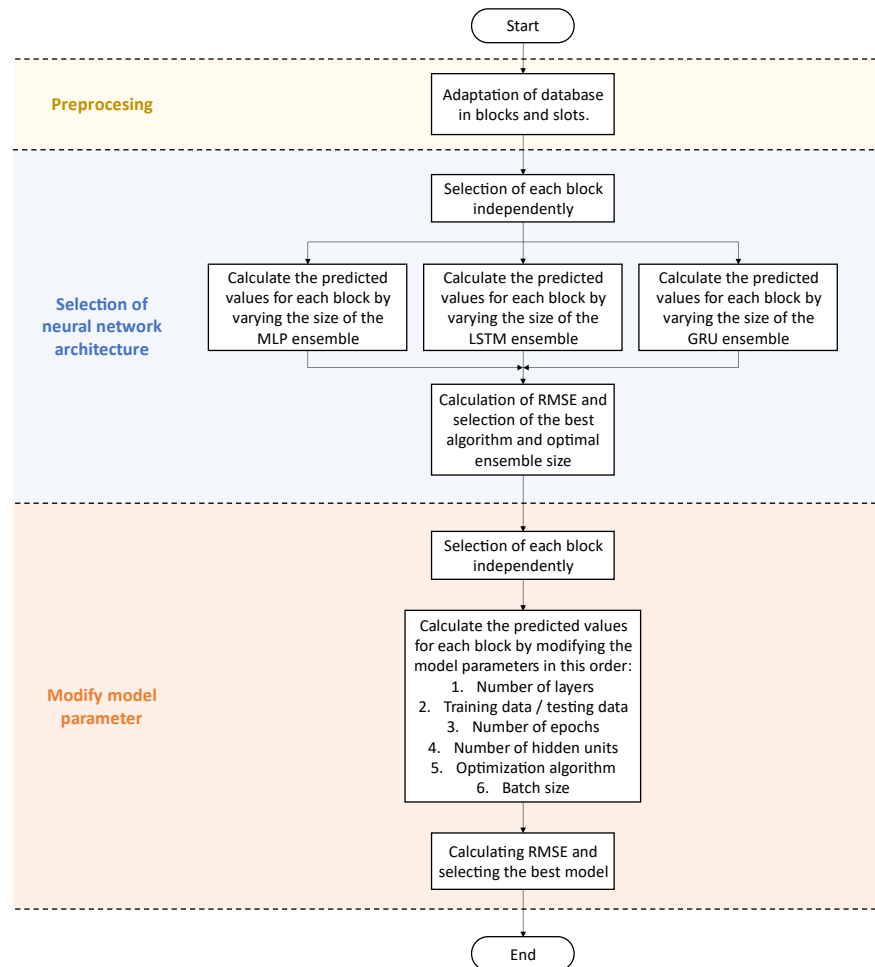 Start
Preprocesing
Adaptation of database
in blocks and slots.
Selection of each block
independently
Selection of
neural network
architecture
Calculate the predicted
values for each block by
varying the size of the
MLP ensemble
Calculate the predicted
values for each block by
varying the size of the
LSTM ensemble
Calculate the predicted
values for each block by
varying the size of the
GRU ensemble
Calculation of RMSE and
selection of the best
algorithm and optimal
ensemble size
Selection of each block
independently
Modify model
parameter
Calculate the predicted values
for each block by modifying the
model parameters in this order:
1. Number of layers
2. Training data / testing data
3. Number of epochs
4. Number of hidden units
5. Optimization algorithm
6. Batch size
Calculating RMSE and
selecting the best model
End